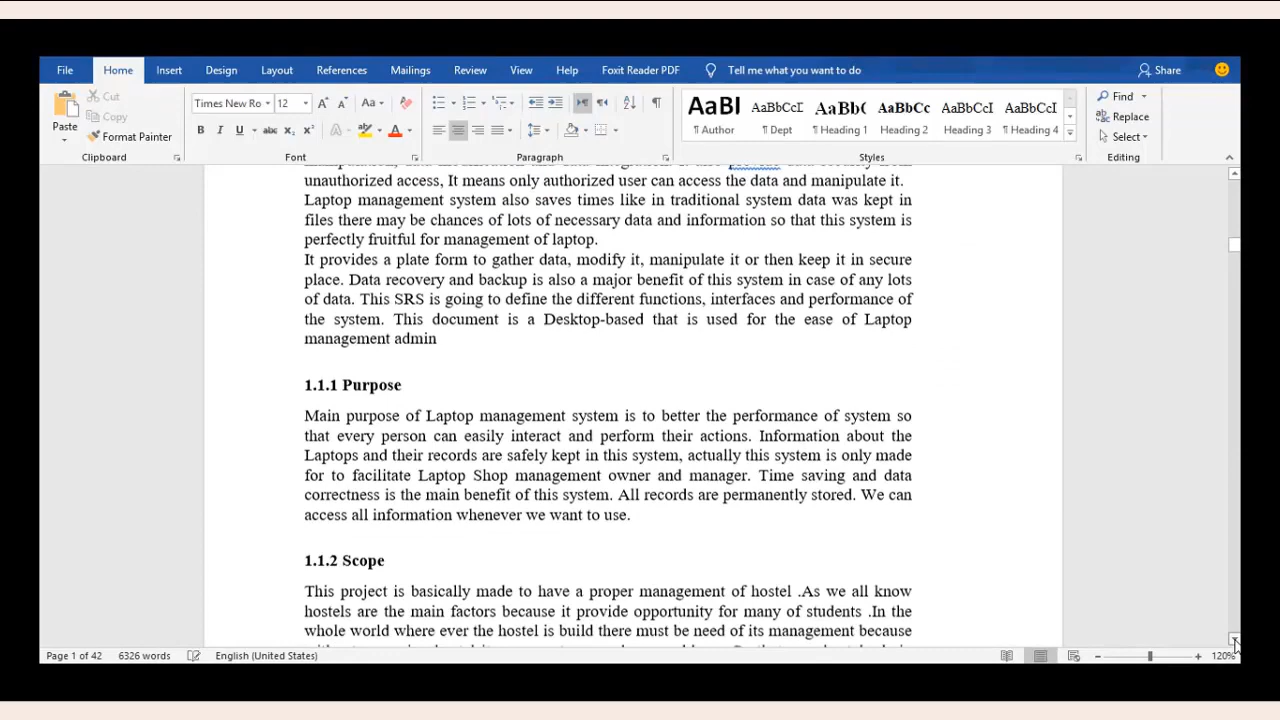 File Home Insert Design Layout References Mailings Review View Help Foxit Reader PDF Tell me what you want to do Share
Paste
Cut
Copy
Format Painter
Times New Ro 12 Aa
B I U abc X₂ X² A ab A
AaBl AaBbCcI AaBb( AaBbCc AaBbCcI AaBbCcI
¶ Author ¶ Dept ¶ Heading 1 Heading 2 Heading 3 ¶ Heading 4
Find
Replace
Select
Clipboard Font Paragraph Styles Editing
unauthorized access, It means only authorized user can access the data and manipulate it.
Laptop management system also saves times like in traditional system data was kept in
files there may be chances of lots of necessary data and information so that this system is
perfectly fruitful for management of laptop.
It provides a plate form to gather data, modify it, manipulate it or then keep it in secure
place. Data recovery and backup is also a major benefit of this system in case of any lots
of data. This SRS is going to define the different functions, interfaces and performance of
the system. This document is a Desktop-based that is used for the ease of Laptop
management admin
1.1.1 Purpose
Main purpose of Laptop management system is to better the performance of system so
that every person can easily interact and perform their actions. Information about the
Laptops and their records are safely kept in this system, actually this system is only made
for to facilitate Laptop Shop management owner and manager. Time saving and data
correctness is the main benefit of this system. All records are permanently stored. We can
access all information whenever we want to use.
1.1.2 Scope
This project is basically made to have a proper management of hostel .As we all know
hostels are the main factors because it provide opportunity for many of students .In the
whole world where ever the hostel is build there must be need of its management because
Page 1 of 42 6326 words English (United States) 120%